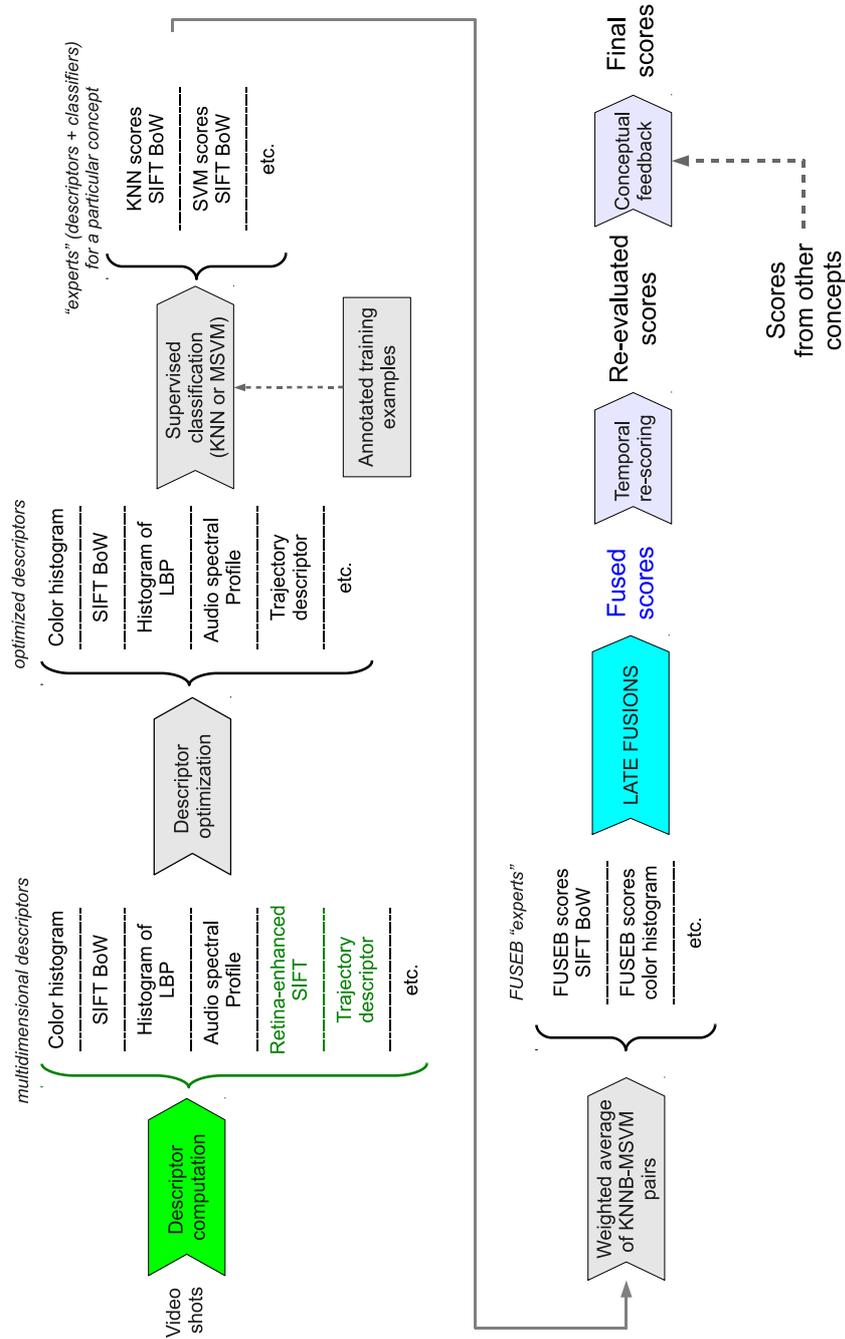 Video
shots
Descriptor
computation
multidimensional descriptors
Color histogram
SIFT BoW
Histogram of
LBP
Audio spectral
Profile
Retina-enhanced
SIFT
Trajectory
descriptor
etc.
Descriptor
optimization
optimized descriptors
Color histogram
SIFT BoW
Histogram of
LBP
Audio spectral
Profile
Trajectory
descriptor
etc.
Supervised
classification
(KNN or MSVM)
Annotated training
examples
“experts” (descriptors + classifiers)
for a particular concept
KNN scores
SIFT BoW
SVM scores
SIFT BoW
etc.
Weighted average
of KNNB-MSVM
pairs
FUSEB “experts”
FUSEB scores
SIFT BoW
FUSEB scores
color histogram
etc.
LATE FUSIONS
Fused
scores
Temporal
re-scoring
Re-evaluated
scores
Conceptual
feedback
Scores
from other
concepts
Final
scores